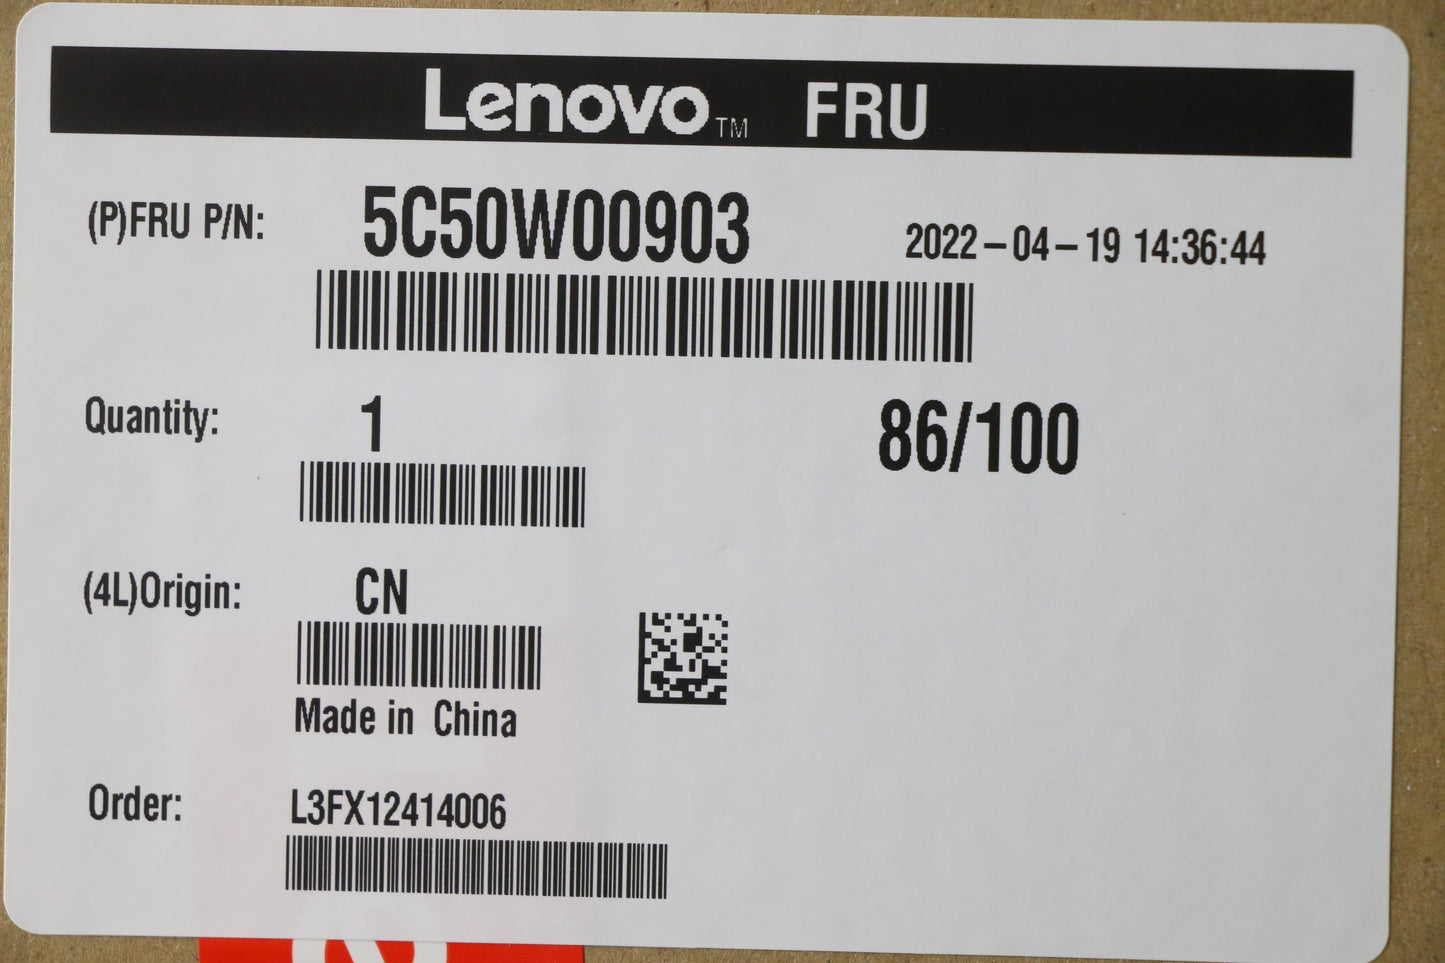 Lenovo™ FRU
(P)FRU P/N: 5C50W00903 2022-04-19 14:36:44
Quantity: 1 86/100
(4L)Origin: CN
Made in China
Order: L3FX12414006